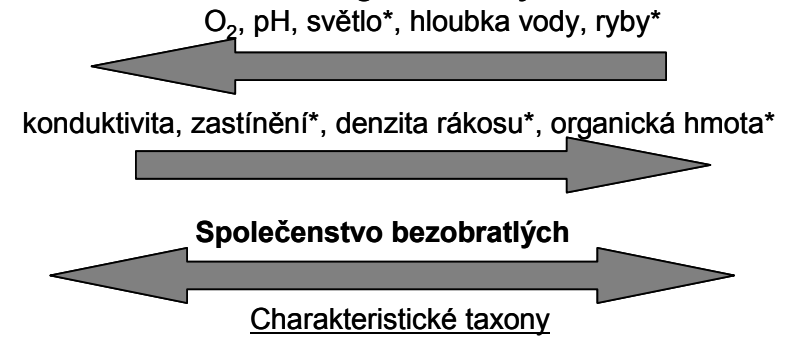 O₂, pH, světlo*, hloubka vody, ryby*
konduktivita, zastínění*, denzita rákosu*, organická hmota*
Společenstvo bezobratlých
Charakteristické taxony